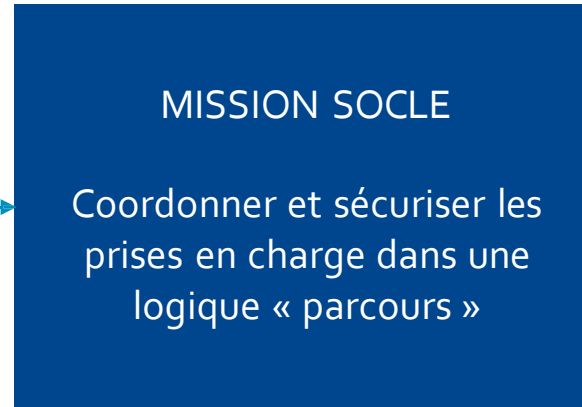 MISSION SOCLE
Coordonner et sécuriser les
prises en charge dans une
logique « parcours »